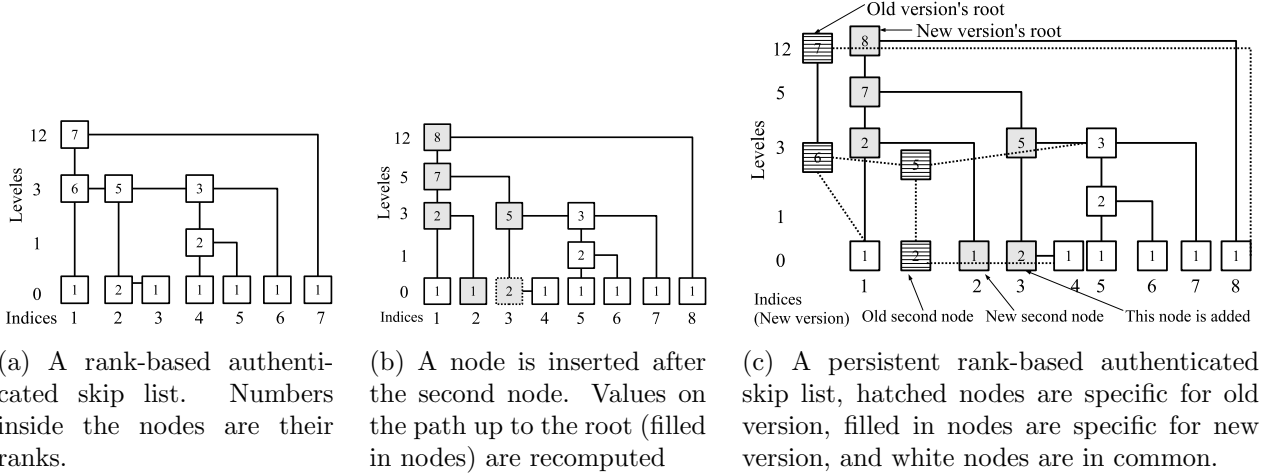 12 7
3 6 5 3
1 2
0 1 2 1 1 1 1 1
Leveles
Indices 1 2 3 4 5 6 7
(a) A rank-based authenti-
cated skip list. Numbers
inside the nodes are their
ranks.
12 8
5 7
3 2 5 3
1 2
0 1 1 2 1 1 1 1 1
Leveles
Indices 1 2 3 4 5 6 7 8
(b) A node is inserted after
the second node. Values on
the path up to the root (filled
in nodes) are recomputed
Old version's root
New version's root
12 7 8
5 7
3 6 2 5 5 3
2
1
0 1 2 1 2 1 1 1 1 1
Leveles
1 2 3 4 5 6 7 8
Indices
(New version)
Old second node New second node This node is added
(c) A persistent rank-based authenticated
skip list, hatched nodes are specific for old
version, filled in nodes are specific for new
version, and white nodes are in common.